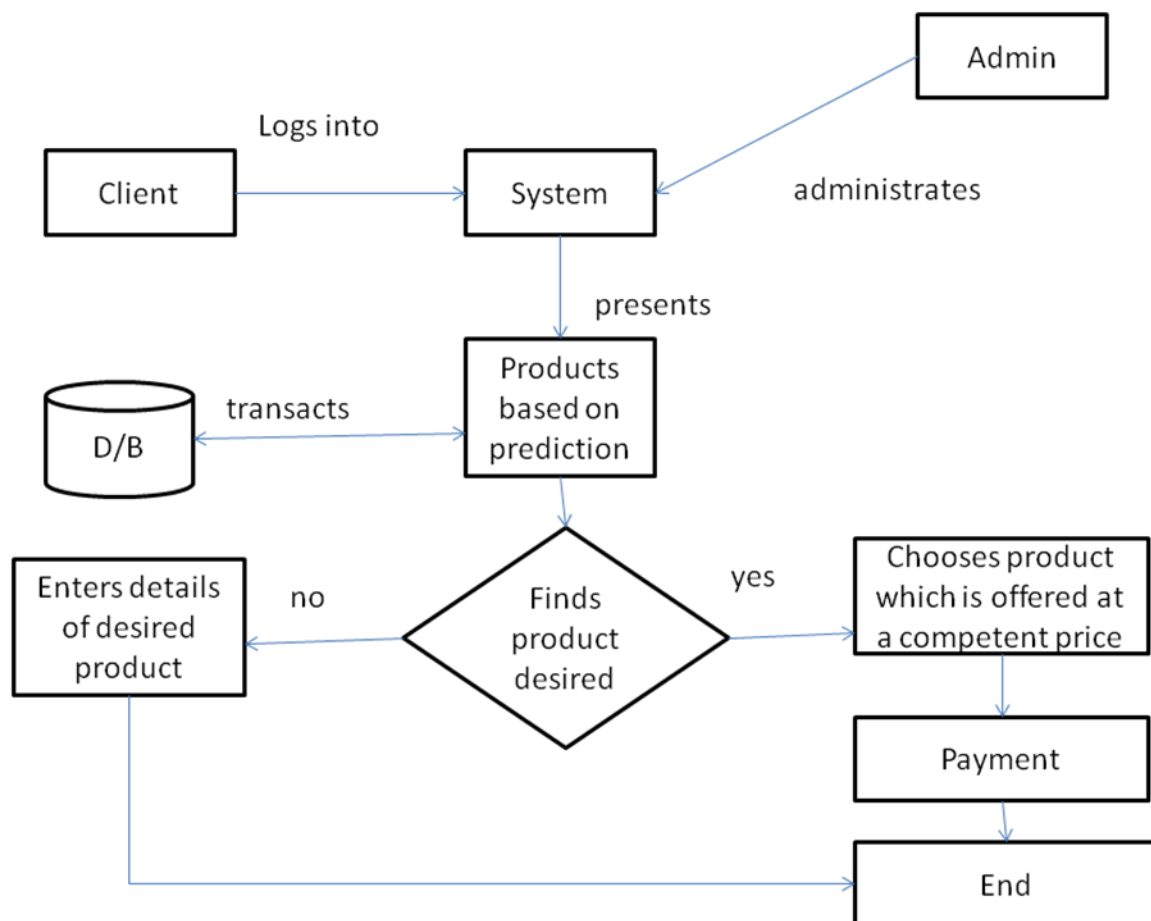 Admin
Logs into
Client
System
administrates
presents
Products
based on
prediction
transacts
D/B
Enters details
of desired
product
no
Finds
product
desired
yes
Chooses product
which is offered at
a competent price
Payment
End